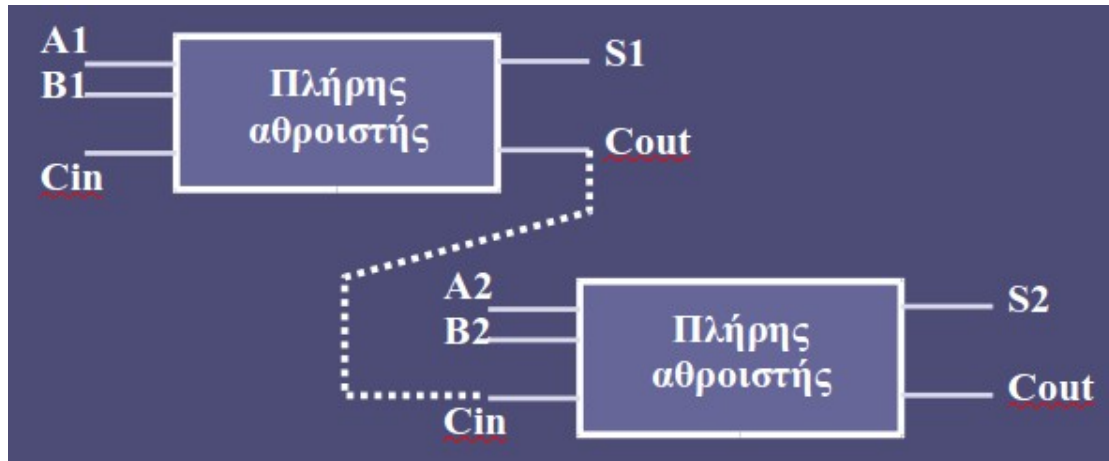 A1
B1
Cin
Πλήρης
αθροιστής
S1
Cout
A2
B2
Cin
Πλήρης
αθροιστής
S2
Cout